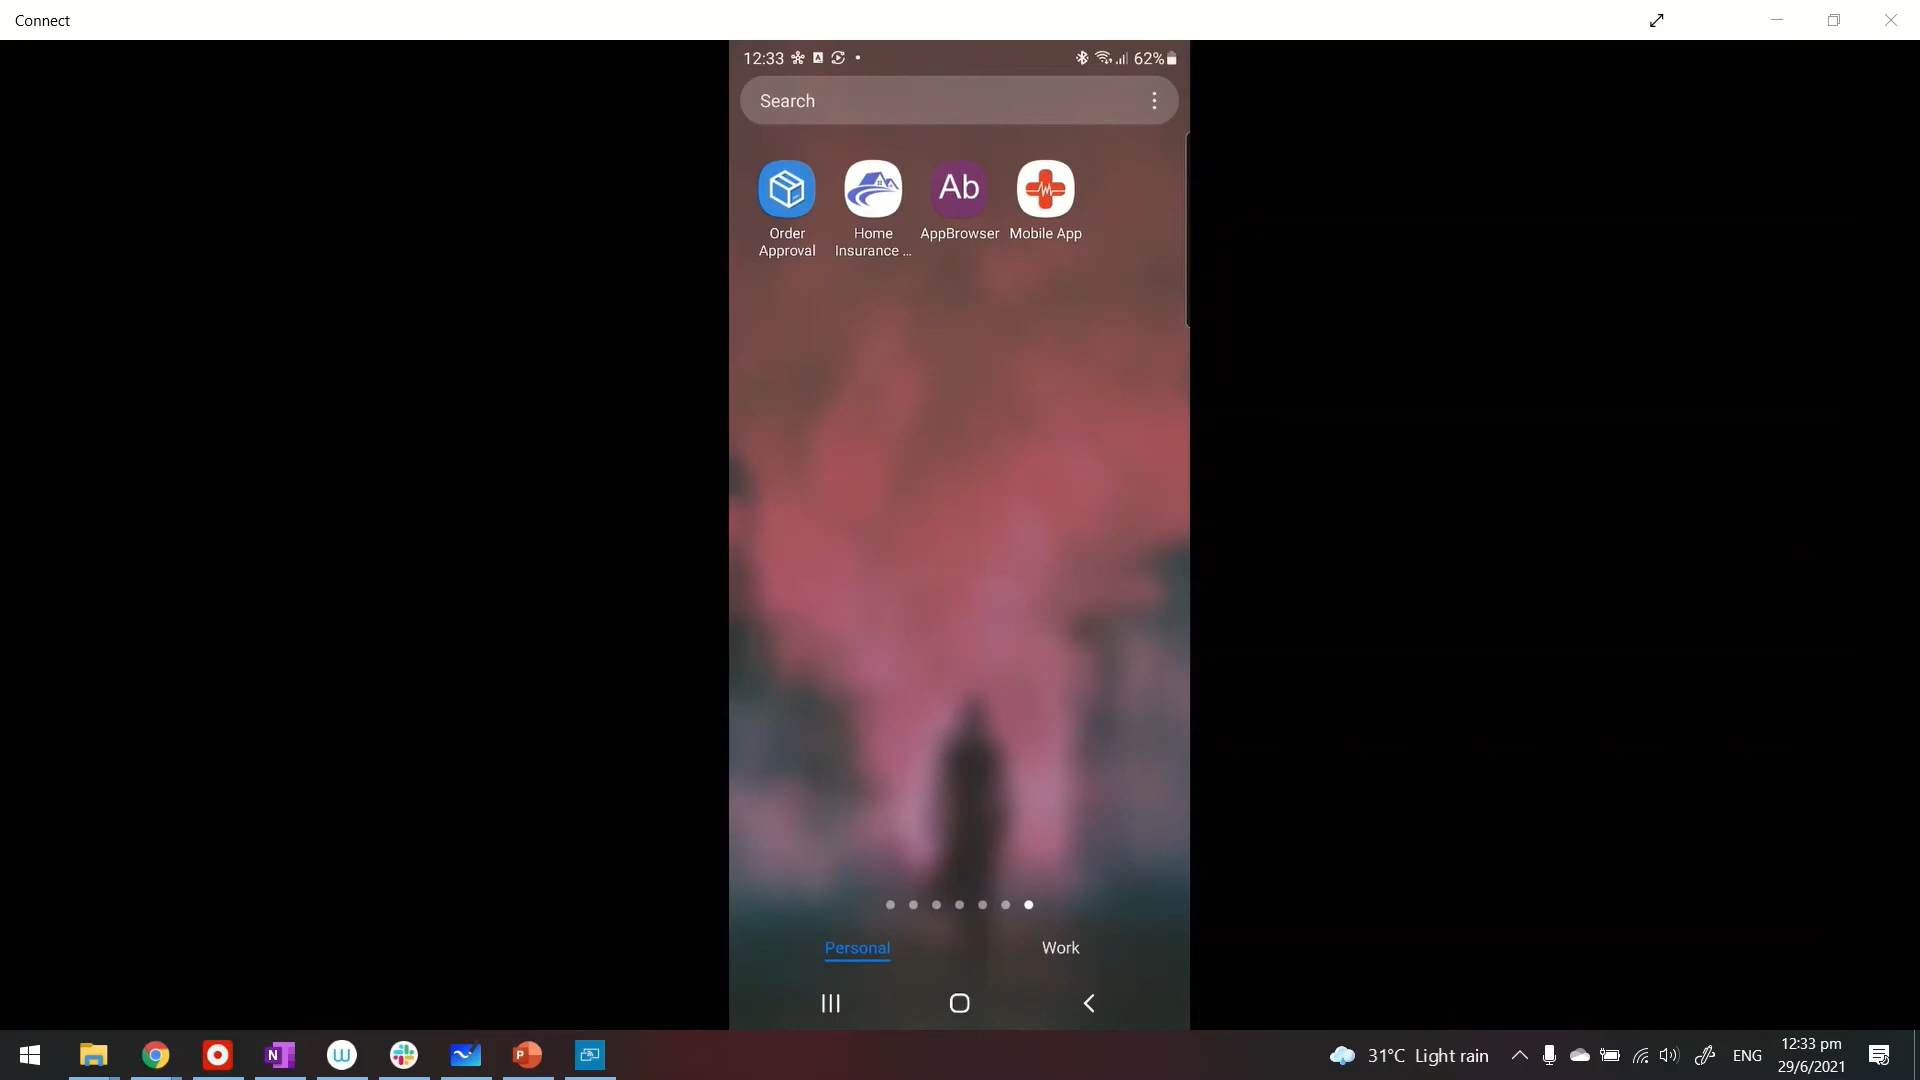 Connect
12:33
62%
Search
Ab
Order
Approval
Home
Insurance ...
AppBrowser
Mobile App
Personal
Work
31°C Light rain
ENG
12:33 pm
29/6/2021